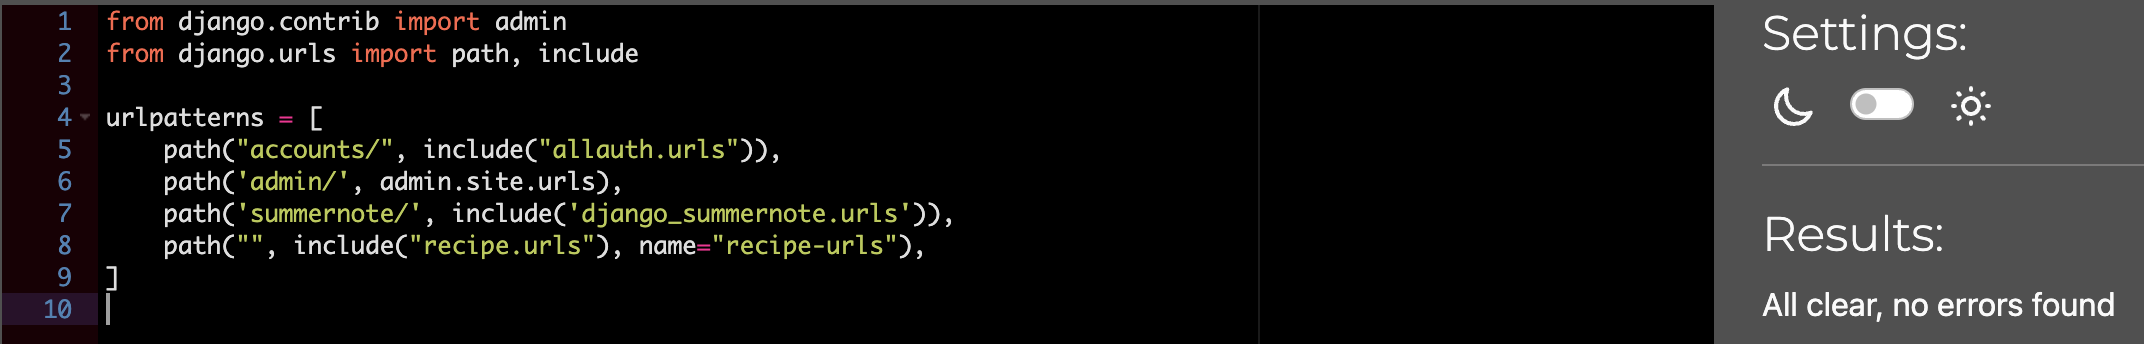 1 from django.contrib import admin
2 from django.urls import path, include
3
4 urlpatterns = [
5     path("accounts/", include("allauth.urls")),
6     path('admin/', admin.site.urls),
7     path('summernote/', include('django_summernote.urls')),
8     path("", include("recipe.urls"), name="recipe-urls"),
9 ]
10
Settings:
Results:
All clear, no errors found